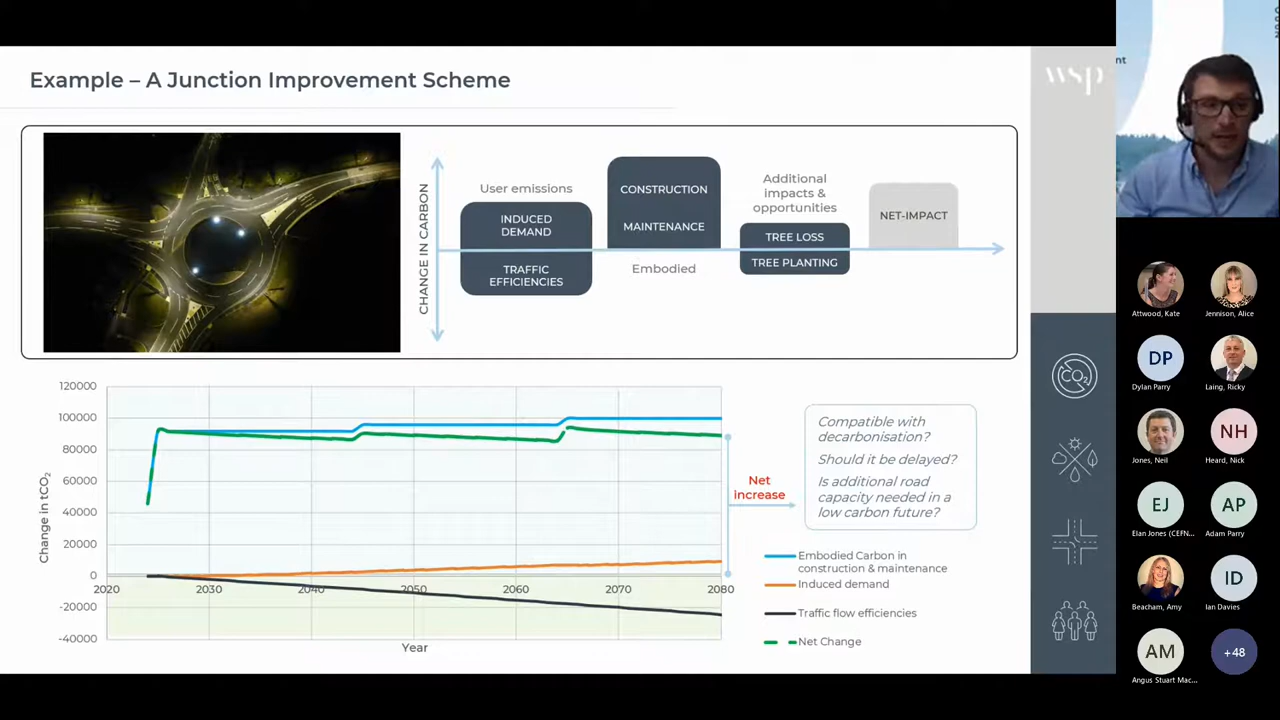 Example – A Junction Improvement Scheme
wsp
nt
CHANGE IN CARBON
User emissions
INDUCED
DEMAND
TRAFFIC
EFFICIENCIES
CONSTRUCTION
MAINTENANCE
Embodied
Additional
impacts &
opportunities
TREE LOSS
TREE PLANTING
NET-IMPACT
Change in tCO₂
120000
100000
80000
60000
40000
20000
0
-20000
-40000
2020
2030
2040
2050
2060
2070
2080
Year
Net
increase
Compatible with
decarbonisation?
Should it be delayed?
Is additional road
capacity needed in a
low carbon future?
Embodied Carbon in
construction & maintenance
Induced demand
Traffic flow efficiencies
Net Change
CO₂
Attwood, Kate
Jennison, Alice
DP
Dylan Parry
Laing, Ricky
Jones, Neil
NH
Heard, Nick
EJ
Elan Jones (CEFN...
AP
Adam Parry
Beacham, Amy
ID
Ian Davies
AM
Angus Stuart Mac...
+48